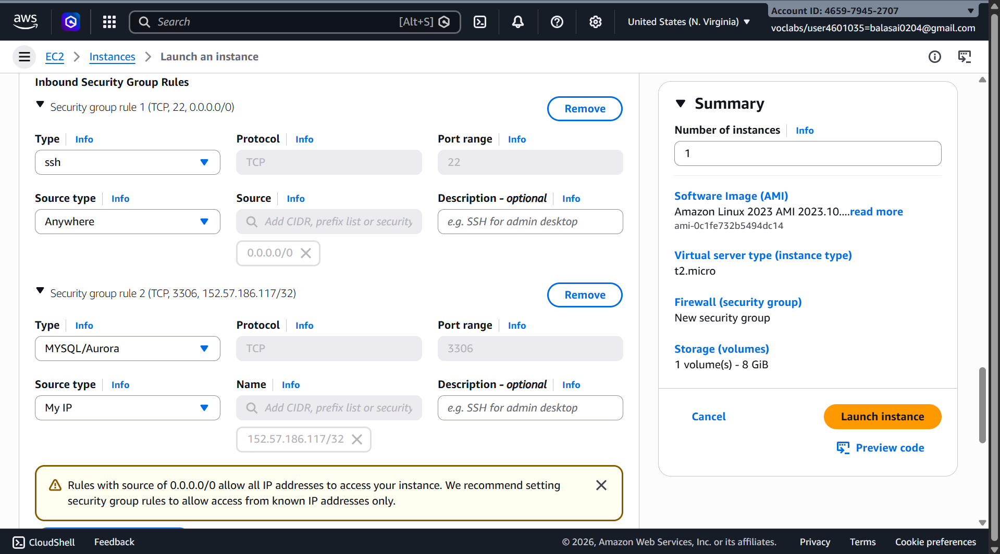 aws
Search
[Alt+S]
United States (N. Virginia)
Account ID: 4659-7945-2707
voclabs/user4601035=balasai0204@gmail.com
EC2
Instances
Launch an instance
Inbound Security Group Rules
Security group rule 1 (TCP, 22, 0.0.0.0/0)
Remove
Type Info
Protocol Info
Port range Info
ssh
TCP
22
Source type Info
Source Info
Description - optional Info
Anywhere
Add CIDR, prefix list or security
e.g. SSH for admin desktop
0.0.0.0/0
Security group rule 2 (TCP, 3306, 152.57.186.117/32)
Remove
Type Info
Protocol Info
Port range Info
MYSQL/Aurora
TCP
3306
Source type Info
Name Info
Description - optional Info
My IP
Add CIDR, prefix list or security
e.g. SSH for admin desktop
152.57.186.117/32
Rules with source of 0.0.0.0/0 allow all IP addresses to access your instance. We recommend setting
security group rules to allow access from known IP addresses only.
Summary
Number of instances Info
1
Software Image (AMI)
Amazon Linux 2023 AMI 2023.10....read more
ami-0c1fe732b5494dc14
Virtual server type (instance type)
t2.micro
Firewall (security group)
New security group
Storage (volumes)
1 volume(s) - 8 GiB
Cancel
Launch instance
Preview code
CloudShell
Feedback
© 2026, Amazon Web Services, Inc. or its affiliates.
Privacy
Terms
Cookie preferences